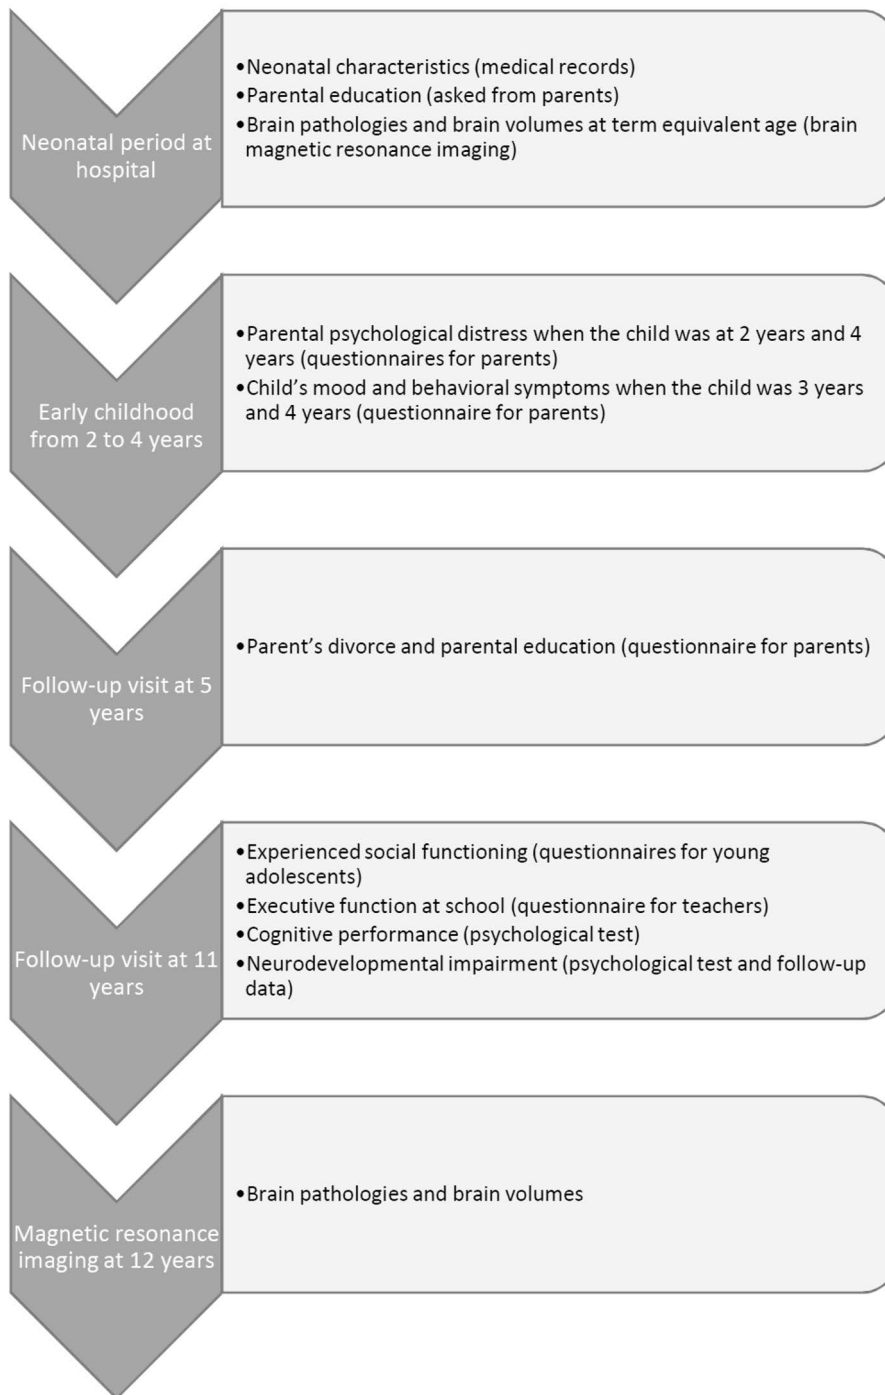 Neonatal period at
hospital
•Neonatal characteristics (medical records)
•Parental education (asked from parents)
•Brain pathologies and brain volumes at term equivalent age (brain
magnetic resonance imaging)
Early childhood
from 2 to 4 years
•Parental psychological distress when the child was at 2 years and 4
years (questionnaires for parents)
•Child’s mood and behavioral symptoms when the child was 3 years
and 4 years (questionnaire for parents)
Follow-up visit at 5
years
•Parent’s divorce and parental education (questionnaire for parents)
Follow-up visit at 11
years
•Experienced social functioning (questionnaires for young
adolescents)
•Executive function at school (questionnaire for teachers)
•Cognitive performance (psychological test)
•Neurodevelopmental impairment (psychological test and follow-up
data)
Magnetic resonance
imaging at 12 years
•Brain pathologies and brain volumes